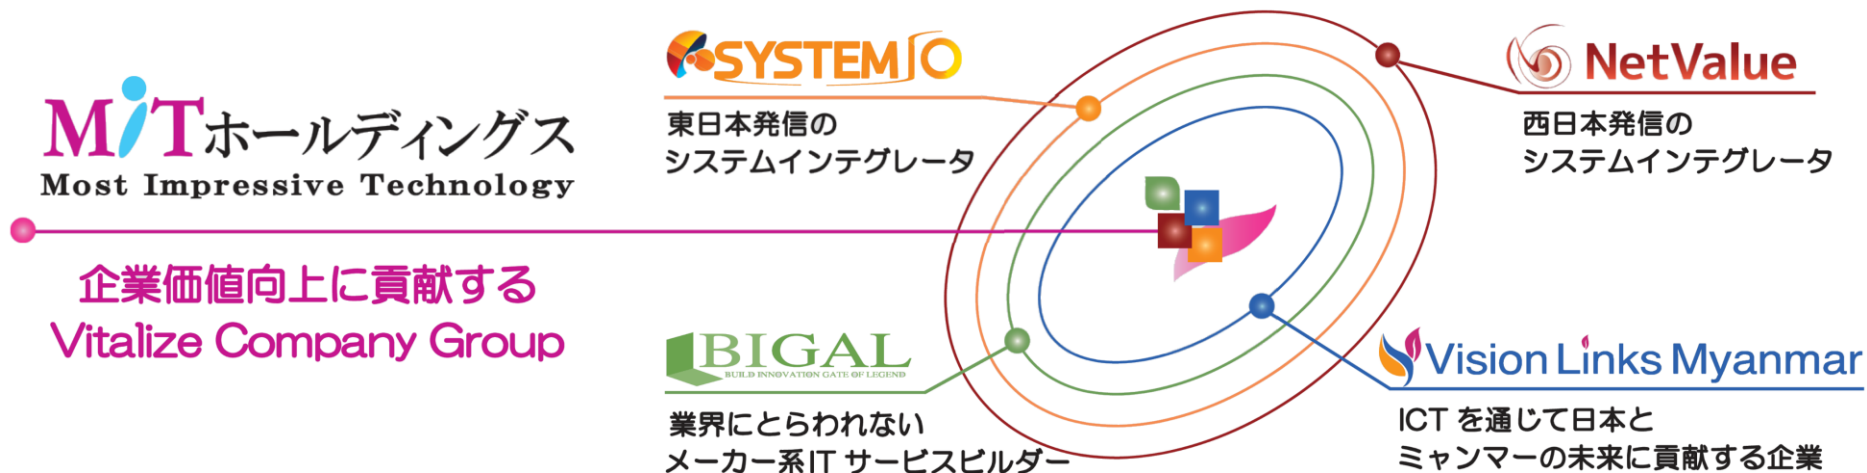 MiTホールディングス
Most Impressive Technology
企業価値向上に貢献する
Vitalize Company Group
SYSTEMIO
東日本発信の
システムインテグレータ
NetValue
西日本発信の
システムインテグレータ
BIGAL
BUILD INNOVATION GATE OF LEGEND
業界にとらわれない
メーカー系ITサービスビルダー
Vision Links Myanmar
ICTを通じて日本と
ミャンマーの未来に貢献する企業